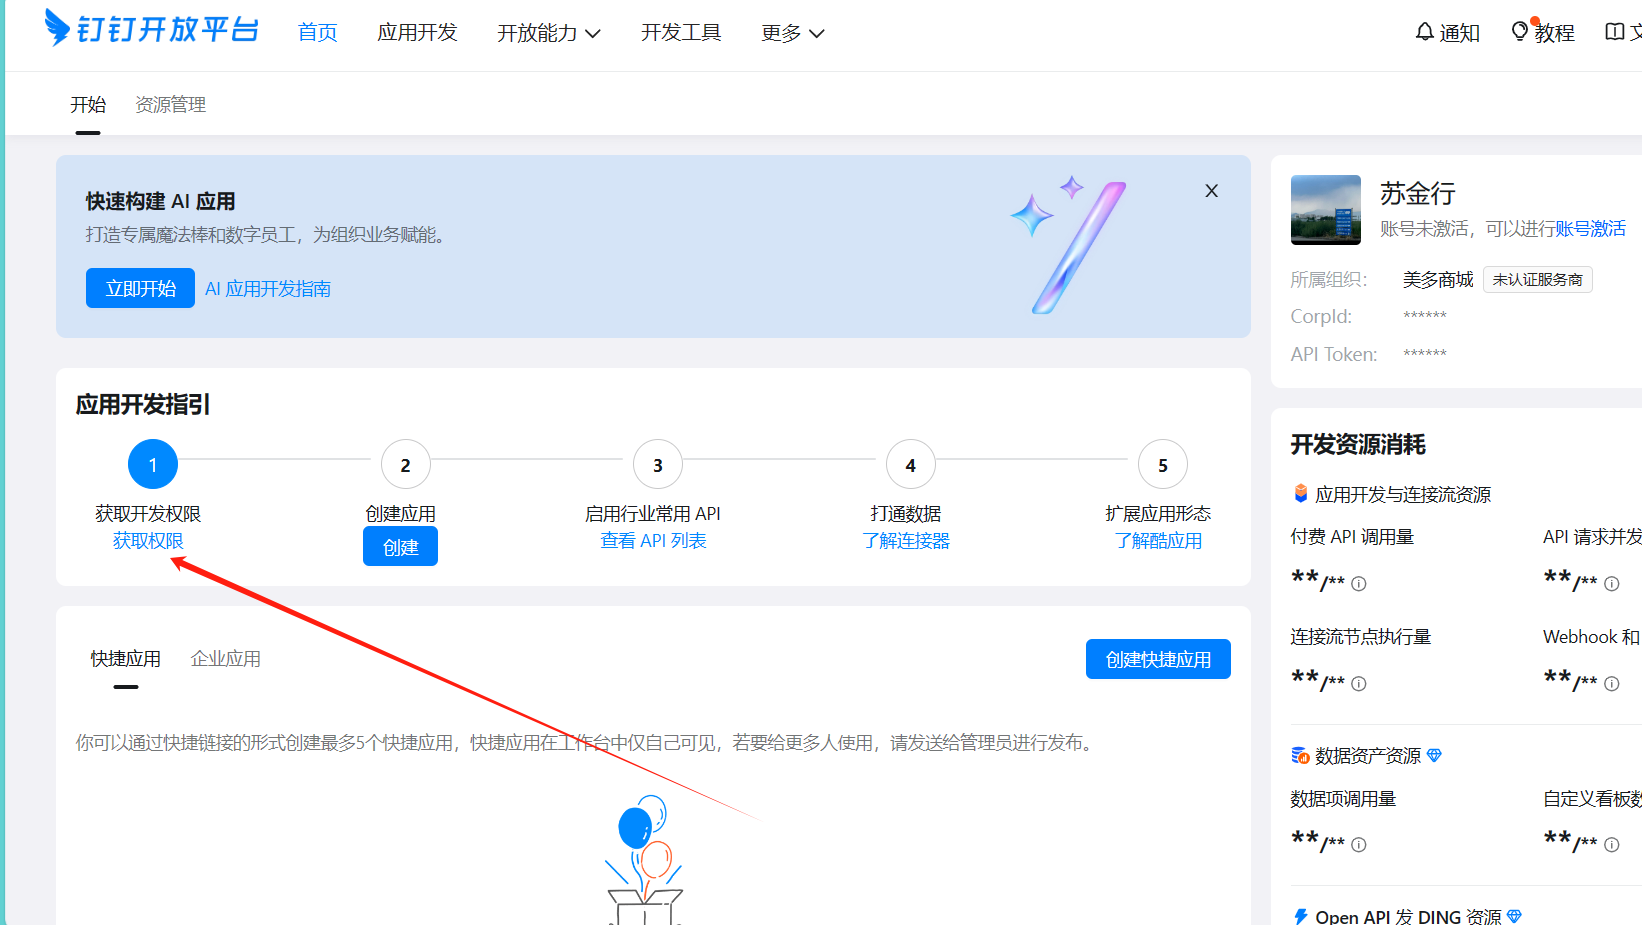 钉钉开放平台
首页
应用开发
开放能力
开发工具
更多
通知
教程
开始
资源管理
快速构建 AI 应用
打造专属魔法棒和数字员工，为组织业务赋能。
立即开始
AI 应用开发指南
应用开发指引
1
2
3
4
5
获取开发权限
创建应用
启用行业常用 API
打通数据
扩展应用形态
获取权限
创建
查看 API 列表
了解连接器
了解酷应用
快捷应用
企业应用
创建快捷应用
你可以通过快捷链接的形式创建最多5个快捷应用，快捷应用在工作台中仅自己可见，若要给更多人使用，请发送给管理员进行发布。
苏金行
账号未激活，可以进行账号激活
所属组织：
美多商城
未认证服务商
CorpId:
******
API Token:
******
开发资源消耗
应用开发与连接流资源
付费 API 调用量
API 请求并发
**/**
**/**
连接流节点执行量
Webhook 和
**/**
**/**
数据资产资源
数据项调用量
自定义看板数
**/**
**/**
Open API 发 DING 资源